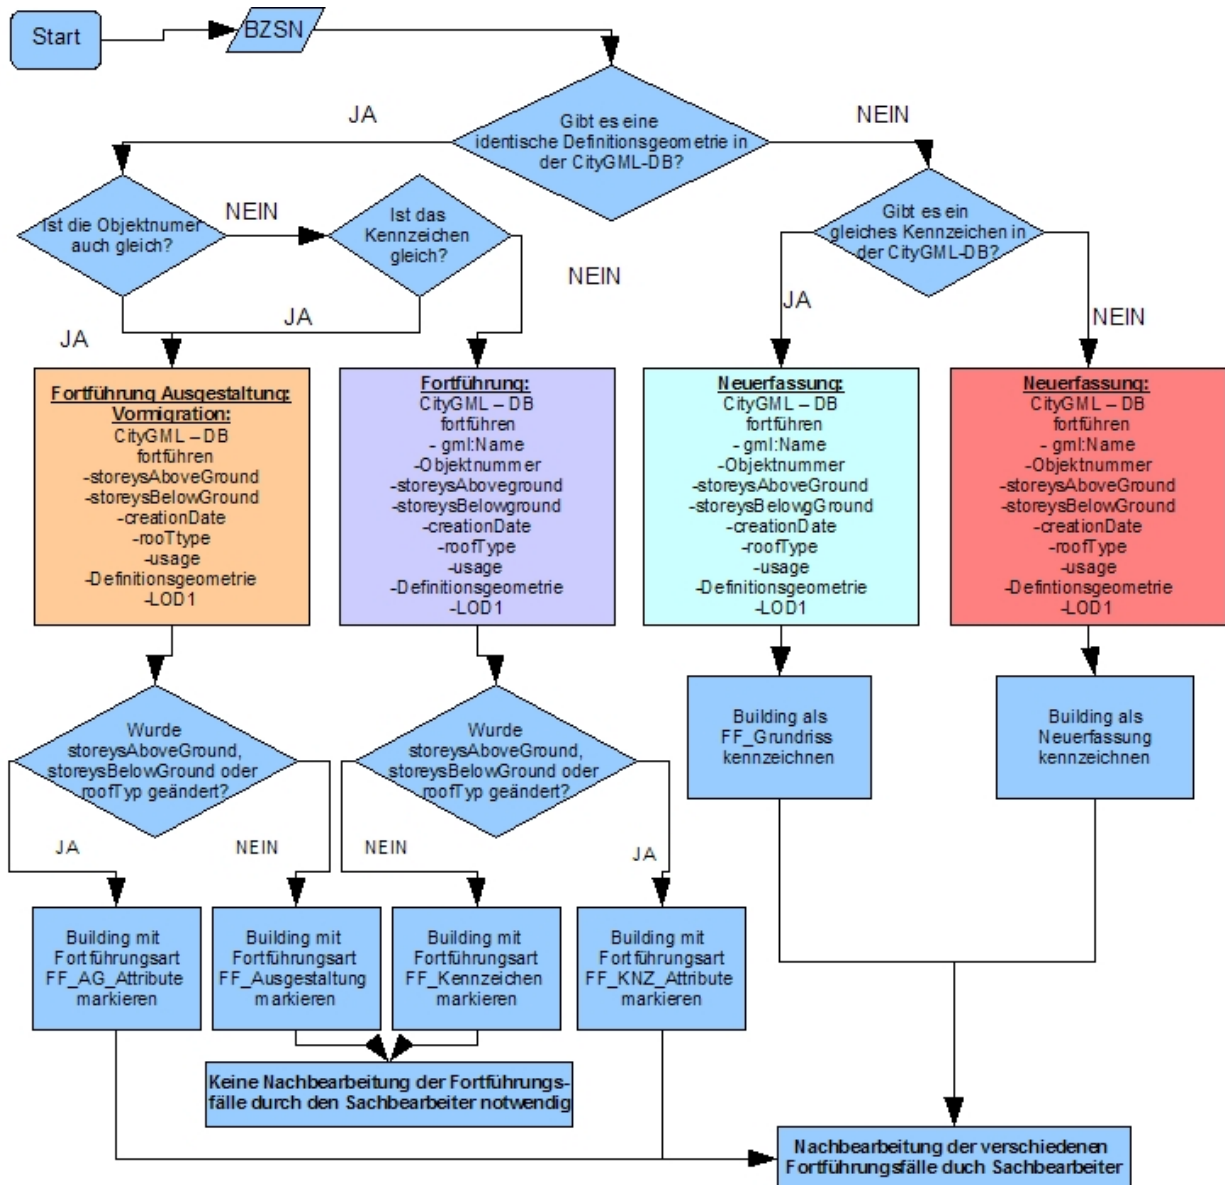 Start
BZSN
JA
NEIN
Gibt es eine
identische Definitionsgeometrie in
der CityGML-DB?
Ist die Objektnumer
auch gleich?
NEIN
Ist das
Kennzeichen
gleich?
Gibt es ein
gleiches Kennzeichen in
der CityGML-DB?
NEIN
JA
JA
JA
NEIN
Fortführung Ausgestaltung:
Vormigration:
CityGML – DB
fortführen
-storeysAboveGround
-storeysBelowGround
-creationDate
-rooTtype
-usage
-Definitionsgeometrie
-LOD1
Fortführung:
CityGML – DB
fortführen
- gml:Name
-Objektnummer
-storeysAboveground
-storeysBelowground
-creationDate
-roofType
-usage
-Definitionsgeometrie
-LOD1
Neuerfassung:
CityGML – DB
fortführen
- gml:Name
-Objektnummer
-storeysAboveGround
-storeysBelowgGround
-creationDate
-roofType
-usage
-Definitionsgeometrie
-LOD1
Neuerfassung:
CityGML – DB
fortführen
- gml:Name
-Objektnummer
-storeysAboveGround
-storeysBelowGround
-creationDate
-roofType
-usage
-Definitionsgeometrie
-LOD1
Wurde
storeysAboveGround,
storeysBelowGround oder
roofTyp geändert?
Wurde
storeysAboveGround,
storeysBelowGround oder
roofTyp geändert?
Building als
FF_Grundriss
kennzeichnen
Building als
Neuerfassung
kennzeichnen
JA
NEIN
NEIN
JA
Building mit
Fortführungsart
FF_AG_Attribute
markieren
Building mit
Fortführungsart
FF_Ausgestaltung
markieren
Building mit
Fortführungsart
FF_Kennzeichen
markieren
Building mit
Fortführungsart
FF_KNZ_Attribute
markieren
Keine Nachbearbeitung der Fortführungs-
fälle durch den Sachbearbeiter notwendig
Nachbearbeitung der verschiedenen
Fortführungsfälle duch Sachbearbeiter